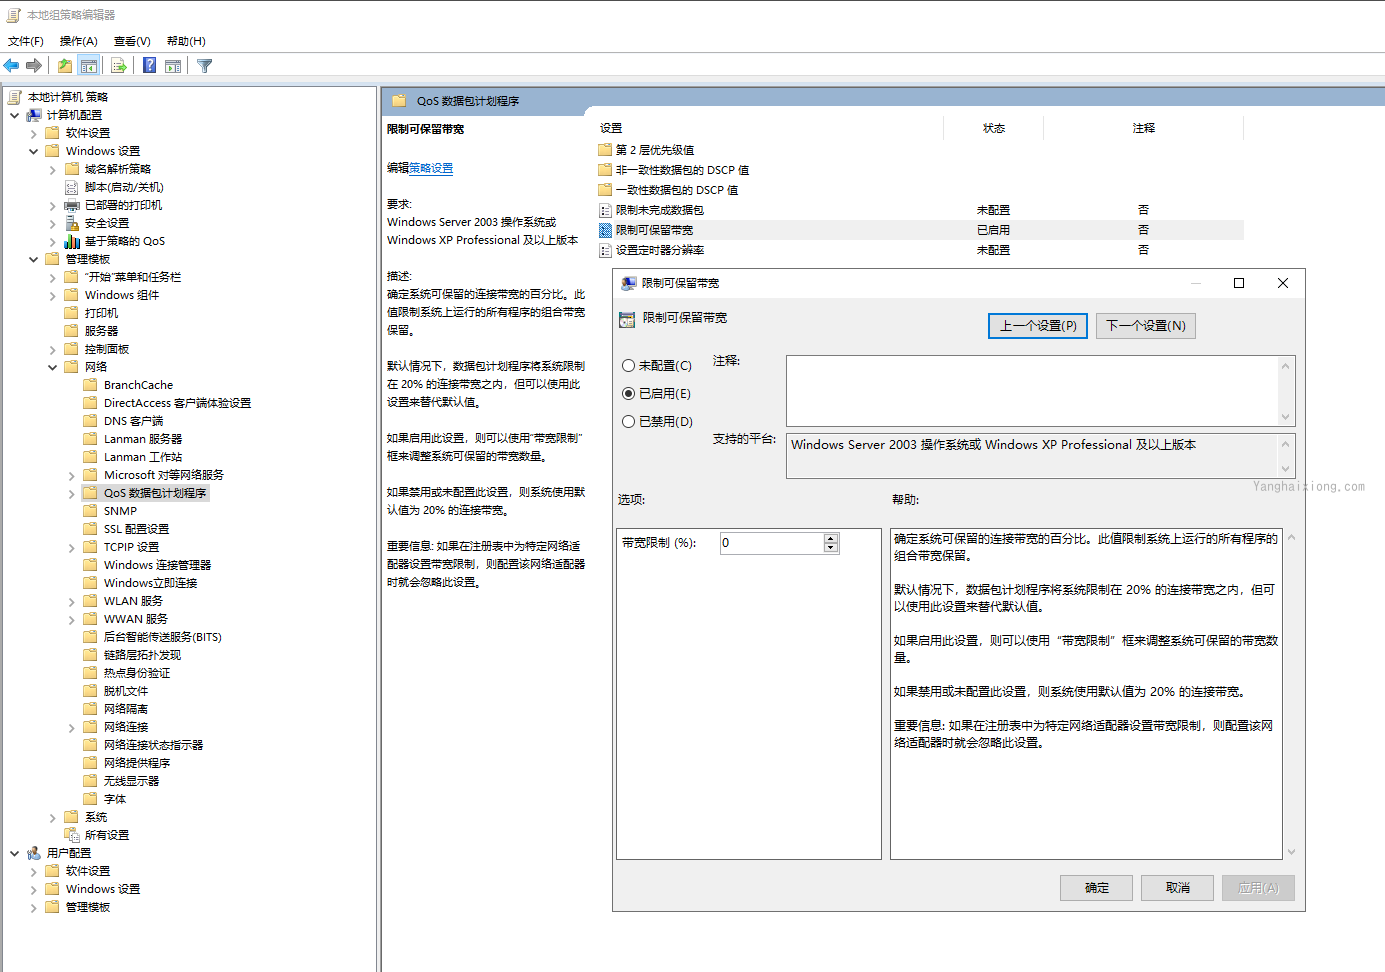 本地组策略编辑器
文件(F) 操作(A) 查看(V) 帮助(H)
本地计算机 策略
计算机配置
软件设置
Windows 设置
域名解析策略
脚本(启动/关机)
已部署的打印机
安全设置
基于策略的 QoS
管理模板
"开始"菜单和任务栏
Windows 组件
打印机
服务器
控制面板
网络
BranchCache
DirectAccess 客户端体验设置
DNS 客户端
Lanman 服务器
Lanman 工作站
Microsoft 对等网络服务
QoS 数据包计划程序
SNMP
SSL 配置设置
TCPIP 设置
Windows 连接管理器
Windows立即连接
WLAN 服务
WWAN 服务
后台智能传送服务(BITS)
链路层拓扑发现
热点身份验证
脱机文件
网络隔离
网络连接
网络连接状态指示器
网络提供程序
无线显示器
字体
系统
所有设置
用户配置
软件设置
Windows 设置
管理模板
QoS 数据包计划程序
限制可保留带宽
编辑策略设置
要求:
Windows Server 2003 操作系统或
Windows XP Professional 及以上版本
描述:
确定系统可保留的连接带宽的百分比。此
值限制系统上运行的所有程序的组合带宽
保留。
默认情况下，数据包计划程序将系统限制
在 20% 的连接带宽之内，但可以使用此
设置来替代默认值。
如果启用此设置，则可以使用"带宽限制"
框来调整系统可保留的带宽数量。
如果禁用或未配置此设置，则系统使用默
认值为 20% 的连接带宽。
重要信息: 如果在注册表中为特定网络适
配器设置带宽限制，则配置该网络适配器
时就会忽略此设置。
设置 状态 注释
第 2 层优先级值
非一致性数据包的 DSCP 值
一致性数据包的 DSCP 值
限制未完成数据包 未配置 否
限制可保留带宽 已启用 否
设置定时器分辨率 未配置 否
限制可保留带宽
限制可保留带宽
上一个设置(P) 下一个设置(N)
未配置(C) 注释:
已启用(E)
已禁用(D)
支持的平台: Windows Server 2003 操作系统或 Windows XP Professional 及以上版本
Yanghaixiong.com
选项: 帮助:
带宽限制 (%): 0
确定系统可保留的连接带宽的百分比。此值限制系统上运行的所有程序的
组合带宽保留。
默认情况下，数据包计划程序将系统限制在 20% 的连接带宽之内，但可
以使用此设置来替代默认值。
如果启用此设置，则可以使用 "带宽限制" 框来调整系统可保留的带宽数
量。
如果禁用或未配置此设置，则系统使用默认值为 20% 的连接带宽。
重要信息: 如果在注册表中为特定网络适配器设置带宽限制，则配置该网
络适配器时就会忽略此设置。
确定 取消 应用(A)